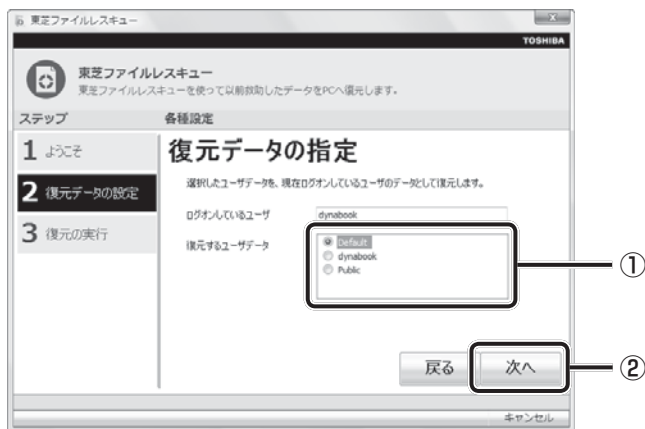 東芝ファイルレスキュー
TOSHIBA
東芝ファイルレスキュー
東芝ファイルレスキューを使って以前救助したデータをPCへ復元します。
ステップ
各種設定
1 ようこそ
2 復元データの設定
3 復元の実行
復元データの指定
選択したユーザデータを、現在ログオンしているユーザのデータとして復元します。
ログオンしているユーザ
dynabook
復元するユーザデータ
Default
dynabook
Public
①
戻る
次へ
②
キャンセル